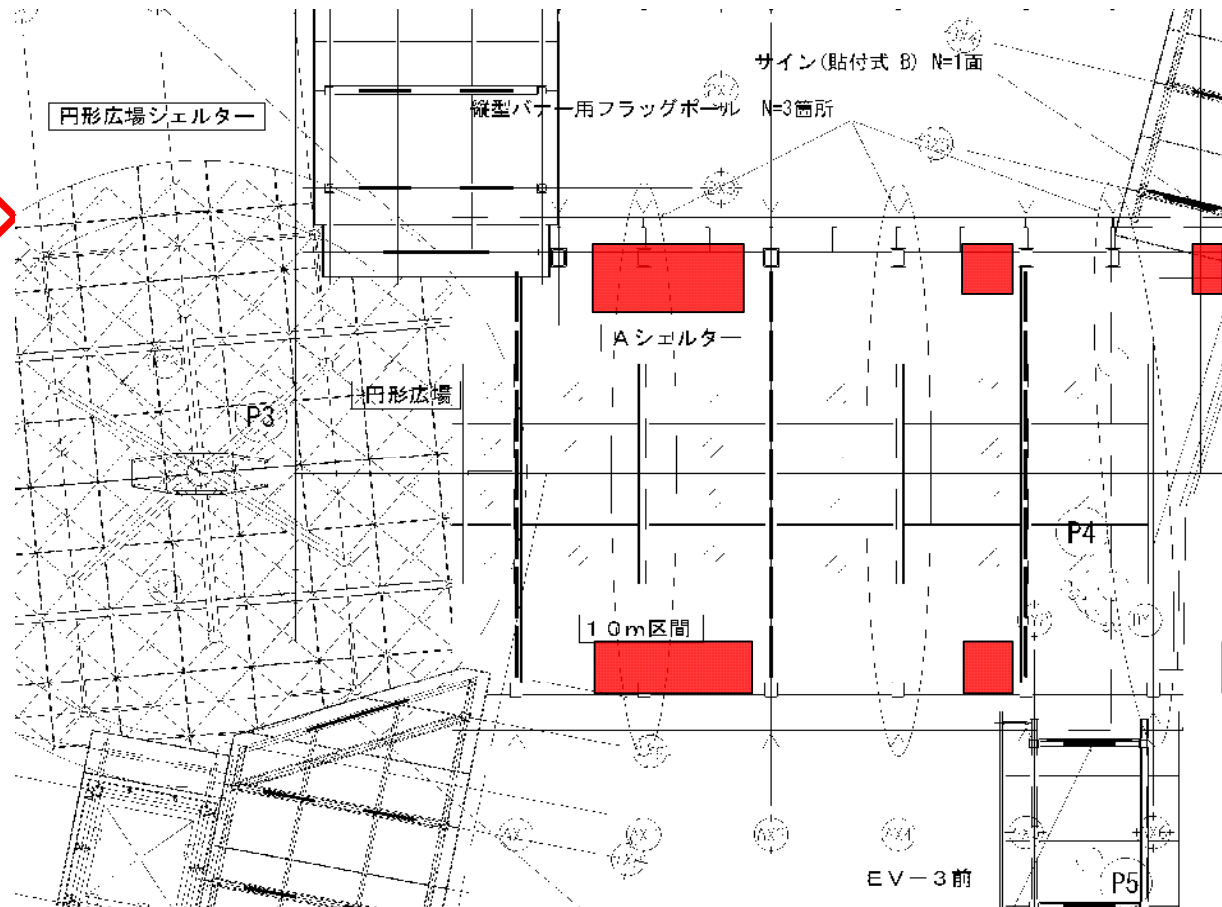 サイン(貼付式 B) N=1面
縦型バナー用フラッグポール N=3箇所
円形広場シェルター
Aシェルター
円形広場
P3
P4
10m区間
EV-3前
P5